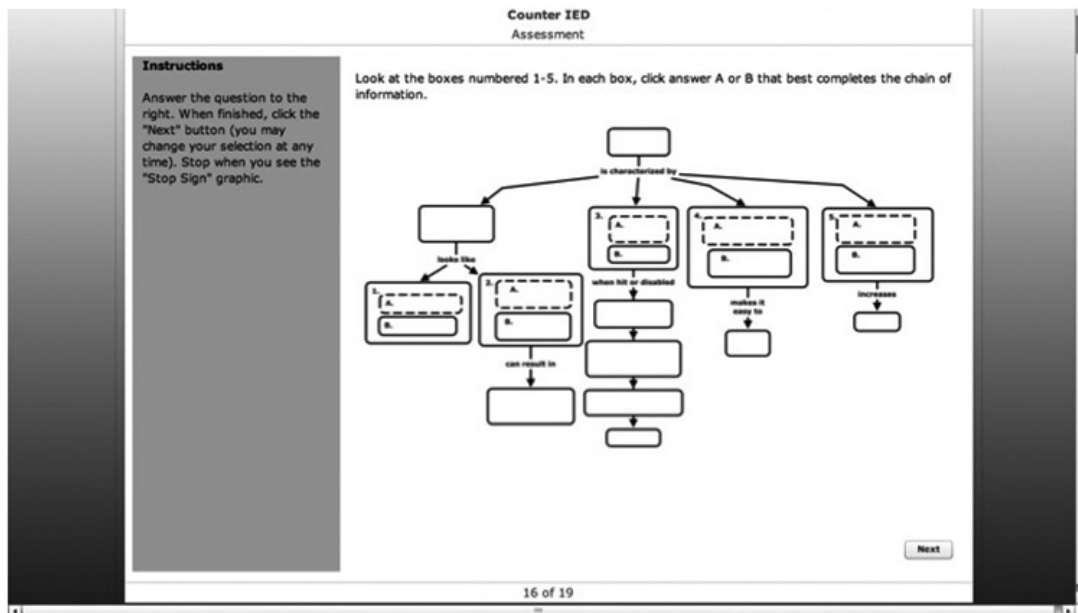 Counter IED
Assessment
Instructions
Answer the question to the
right. When finished, click the
"Next" button (you may
change your selection at any
time). Stop when you see the
"Stop Sign" graphic.
Look at the boxes numbered 1-5. In each box, click answer A or B that best completes the chain of
information.
is characterized by
3.
A.
B.
4.
A.
B.
5.
A.
B.
looks like
1.
A.
B.
2.
A.
B.
when hit or disabled
makes it
easy to
increases
can result in
Next
16 of 19